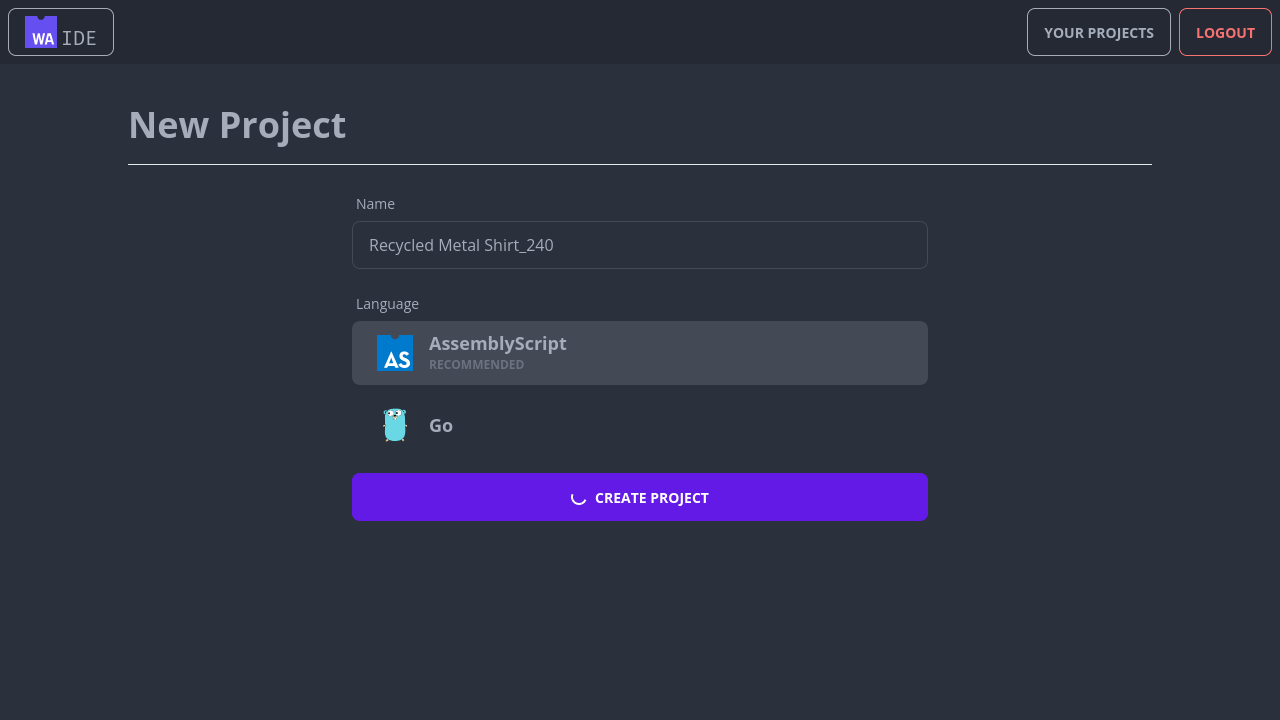 WA IDE
YOUR PROJECTS
LOGOUT
New Project
Name
Recycled Metal Shirt_240
Language
AS
AssemblyScript
RECOMMENDED
Go
CREATE PROJECT